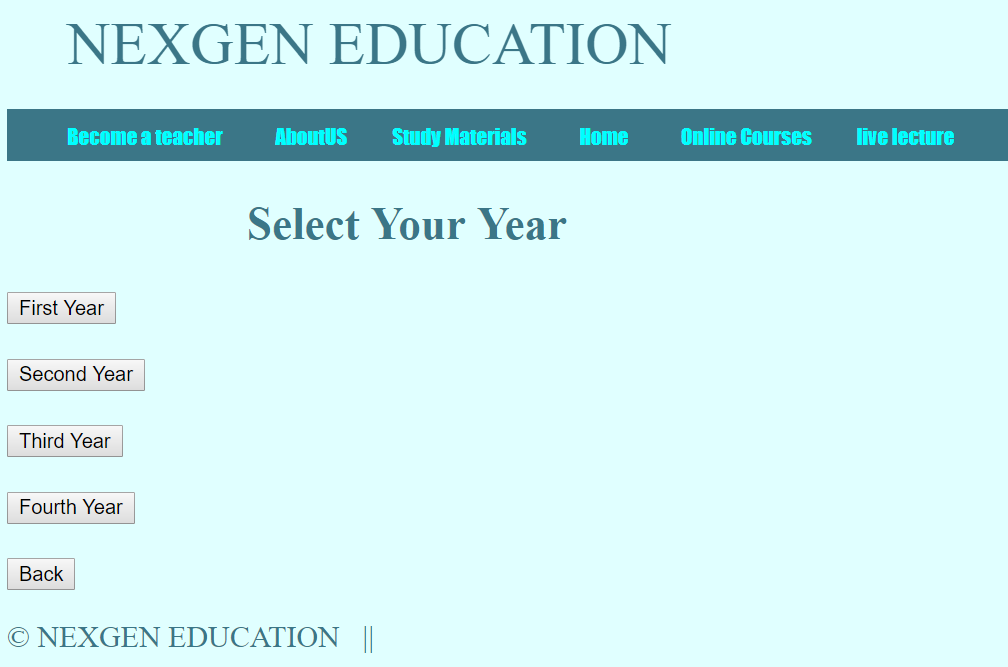 NEXGEN EDUCATION
Become a teacher AboutUS Study Materials Home Online Courses live lecture
Select Your Year
First Year
Second Year
Third Year
Fourth Year
Back
© NEXGEN EDUCATION ||